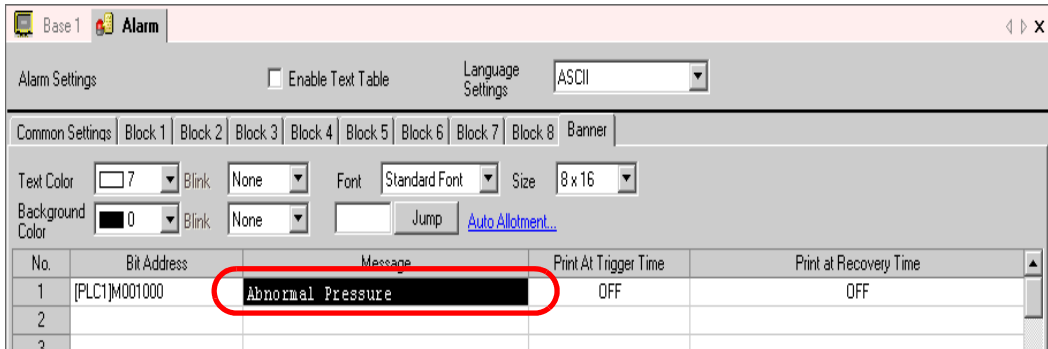 Base 1 Alarm
Alarm Settings Enable Text Table Language Settings ASCII
Common Settings Block 1 Block 2 Block 3 Block 4 Block 5 Block 6 Block 7 Block 8 Banner
Text Color 7 Blink None Font Standard Font Size 8 x 16
Background Color 0 Blink None Jump Auto Allotment...
No. Bit Address Message Print At Trigger Time Print at Recovery Time
1 [PLC1]M001000 Abnormal Pressure OFF OFF
2
3